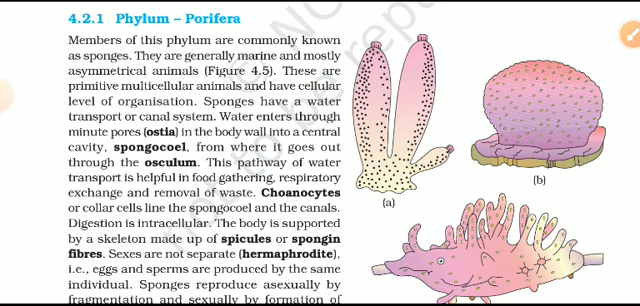 4.2.1 Phylum – Porifera
Members of this phylum are commonly known
as sponges. They are generally marine and mostly
asymmetrical animals (Figure 4.5). These are
primitive multicellular animals and have cellular
level of organisation. Sponges have a water
transport or canal system. Water enters through
minute pores (ostia) in the body wall into a central
cavity, spongocoel, from where it goes out
through the osculum. This pathway of water
transport is helpful in food gathering, respiratory
exchange and removal of waste. Choanocytes
or collar cells line the spongocoel and the canals.
Digestion is intracellular. The body is supported
by a skeleton made up of spicules or spongin
fibres. Sexes are not separate (hermaphrodite),
i.e., eggs and sperms are produced by the same
individual. Sponges reproduce asexually by
fragmentation and sexually by formation of
(a)
(b)